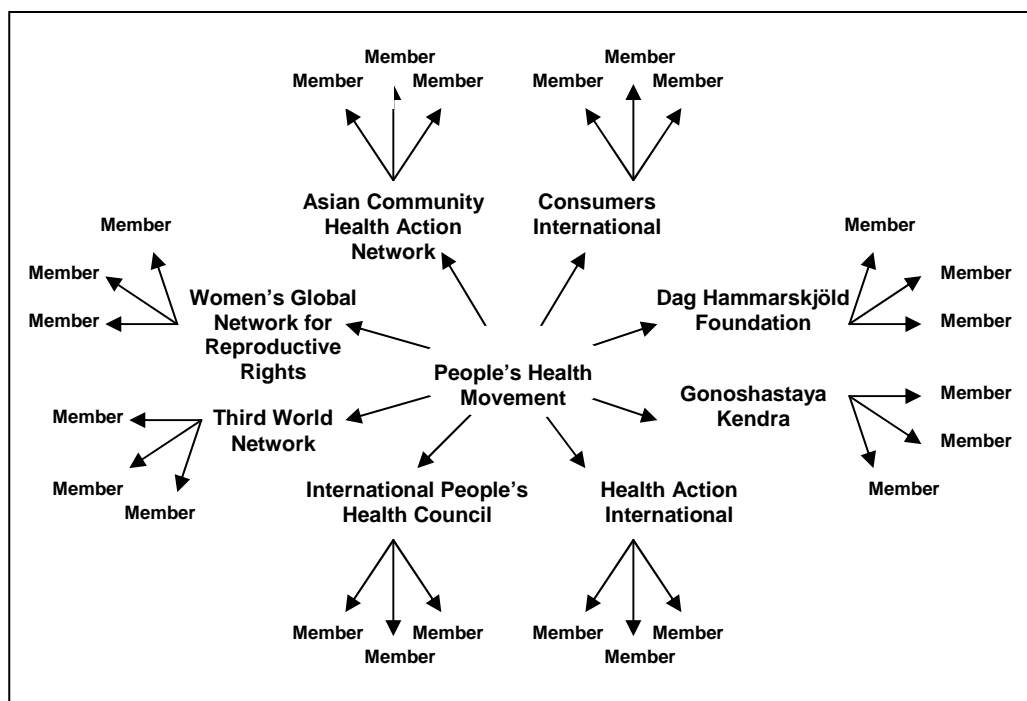 Member
Member Member
Member
Member Member
Asian Community
Health Action
Network
Consumers
International
Member
Member
Member
Women's Global
Network for
Reproductive
Rights
Dag Hammarskjöld
Foundation
Member
Member
Member
People's Health
Movement
Member
Third World
Network
Member
Member
Gonoshastaya
Kendra
Member
Member
Member
International People's
Health Council
Health Action
International
Member Member
Member
Member Member
Member